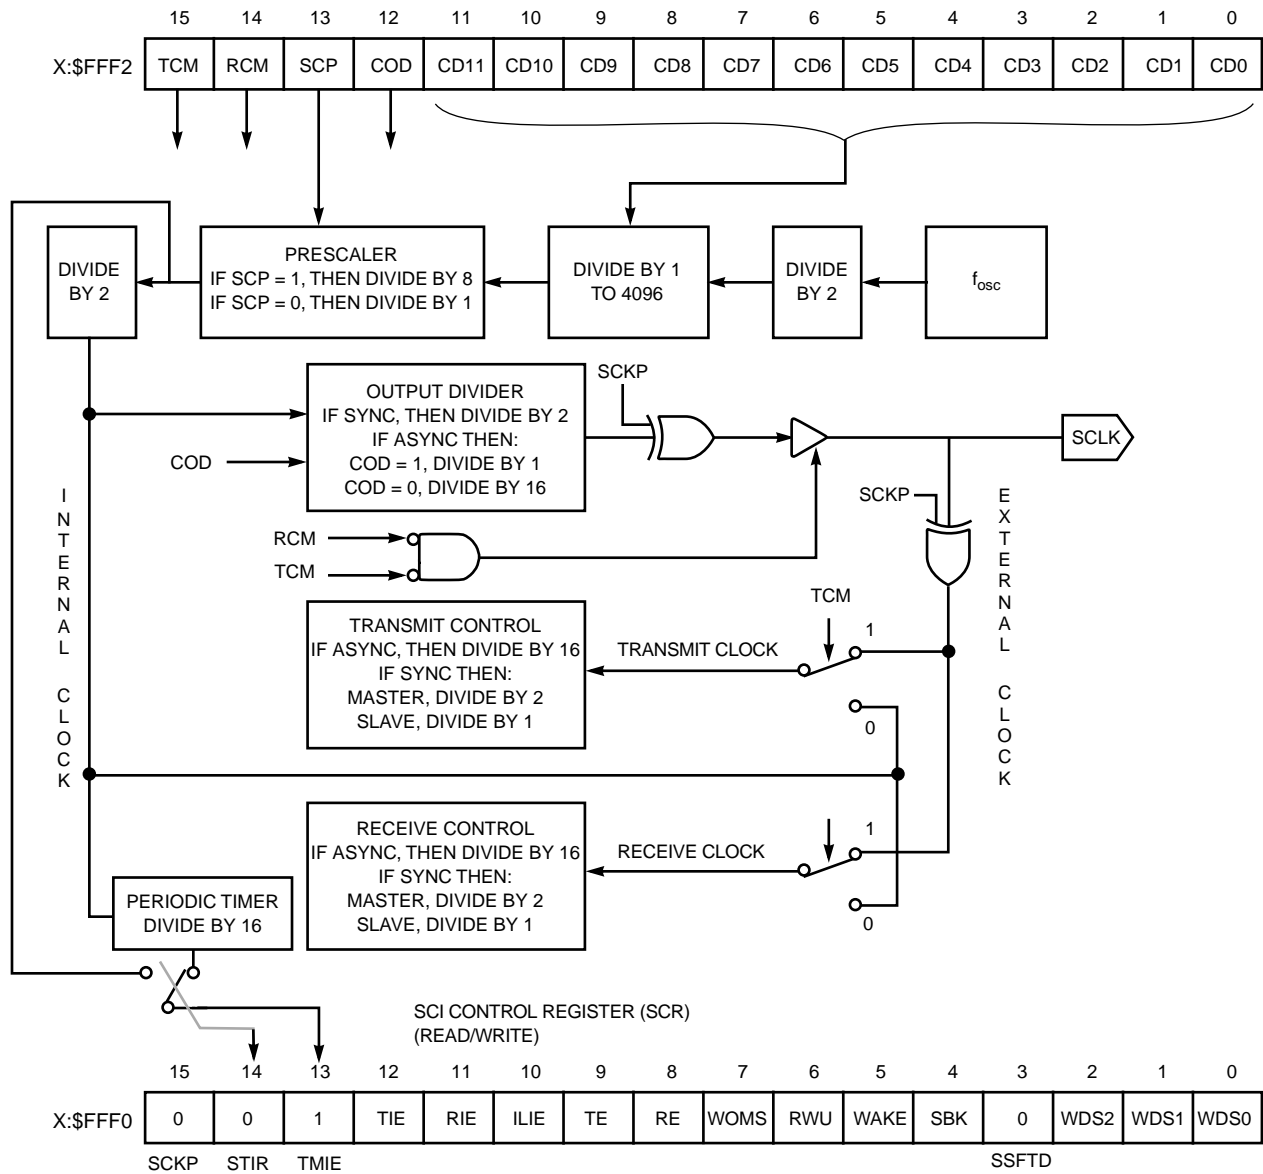 15 14 13 12 11 10 9 8 7 6 5 4 3 2 1 0
X:$FFF2 TCM RCM SCP COD CD11 CD10 CD9 CD8 CD7 CD6 CD5 CD4 CD3 CD2 CD1 CD0
DIVIDE
BY 2
PRESCALER
IF SCP = 1, THEN DIVIDE BY 8
IF SCP = 0, THEN DIVIDE BY 1
DIVIDE BY 1
TO 4096
DIVIDE
BY 2
fosc
OUTPUT DIVIDER
IF SYNC, THEN DIVIDE BY 2
IF ASYNC THEN:
COD = 1, DIVIDE BY 1
COD = 0, DIVIDE BY 16
COD
SCKP
SCLK
SCKP
INTERNAL CLOCK
EXTERNAL CLOCK
RCM
TCM
TRANSMIT CONTROL
IF ASYNC, THEN DIVIDE BY 16
IF SYNC THEN:
MASTER, DIVIDE BY 2
SLAVE, DIVIDE BY 1
TRANSMIT CLOCK
TCM
1
0
RECEIVE CONTROL
IF ASYNC, THEN DIVIDE BY 16
IF SYNC THEN:
MASTER, DIVIDE BY 2
SLAVE, DIVIDE BY 1
RECEIVE CLOCK
1
0
PERIODIC TIMER
DIVIDE BY 16
SCI CONTROL REGISTER (SCR)
(READ/WRITE)
15 14 13 12 11 10 9 8 7 6 5 4 3 2 1 0
X:$FFF0 0 0 1 TIE RIE ILIE TE RE WOMS RWU WAKE SBK 0 WDS2 WDS1 WDS0
SCKP STIR TMIE SSFTD